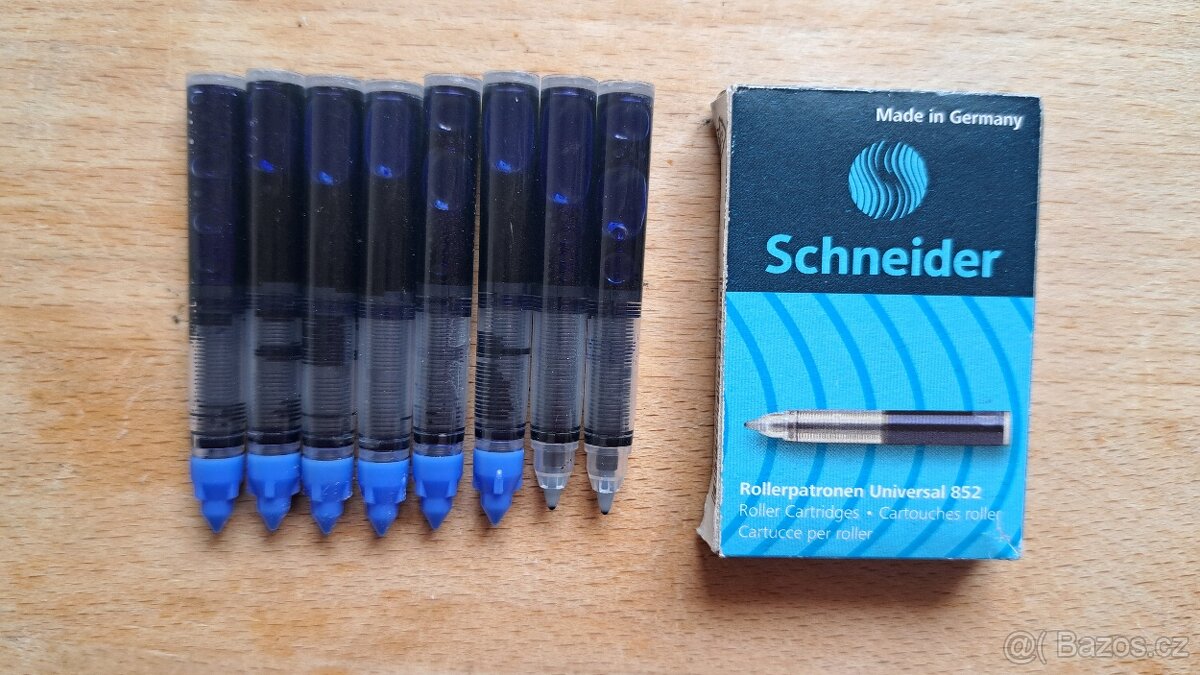 Made in Germany
Schneider
Rollerpatronen Universal 852
Roller Cartridges • Cartouches roller
Cartucce per roller
@( Bazos.cz